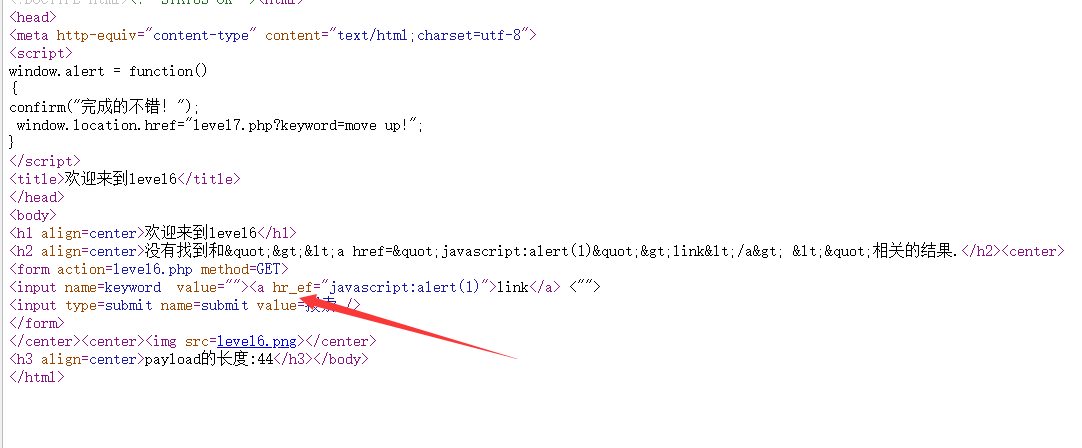 <!DOCTYPE html><!--STATUS OK--><html>
<head>
<meta http-equiv="content-type" content="text/html;charset=utf-8">
<script>
window.alert = function()
{
confirm("完成的不错！");
 window.location.href="level7.php?keyword=move up!";
}
</script>
<title>欢迎来到level6</title>
</head>
<body>
<h1 align=center>欢迎来到level6</h1>
<h2 align=center>没有找到和&quot;&gt;&lt;a href=&quot;javascript:alert(1)&quot;&gt;link&lt;/a&gt; &lt;&quot;相关的结果.</h2><center>
<form action=level6.php method=GET>
<input name=keyword  value=""><a hr_ef="javascript:alert(1)">link</a> <"">
<input type=submit name=submit value=搜索 />
</form>
</center><center><img src=level6.png></center>
<h3 align=center>payload的长度:44</h3></body>
</html>